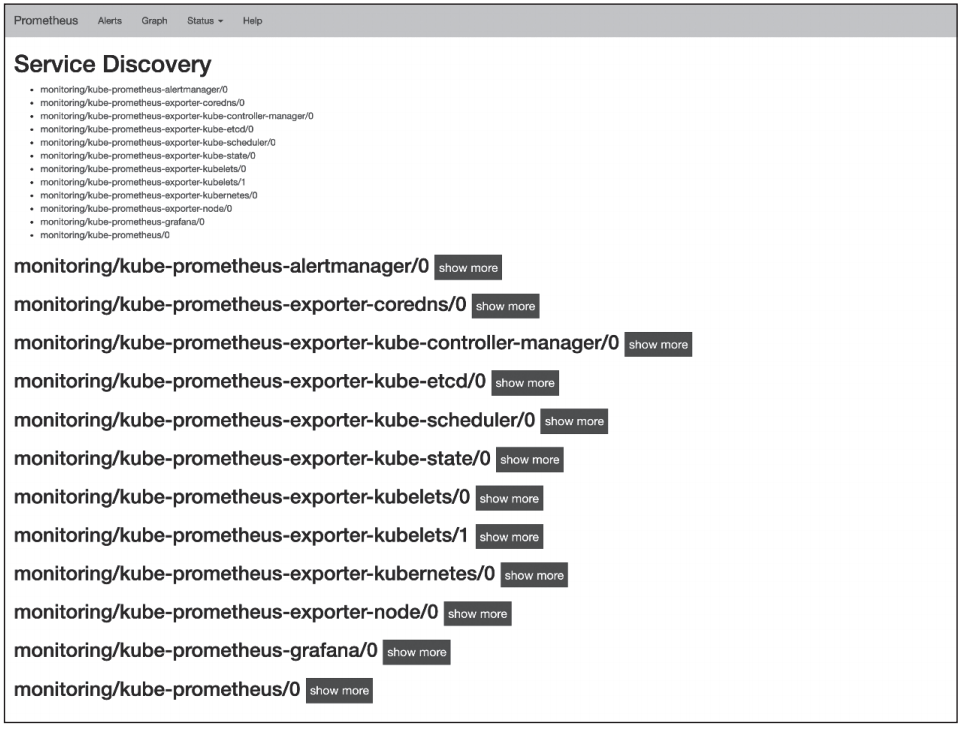 Prometheus Alerts Graph Status Help
Service Discovery
monitoring/kube-prometheus-alertmanager/0
monitoring/kube-prometheus-exporter-coredns/0
monitoring/kube-prometheus-exporter-kube-controller-manager/0
monitoring/kube-prometheus-exporter-kube-etcd/0
monitoring/kube-prometheus-exporter-kube-scheduler/0
monitoring/kube-prometheus-exporter-kube-state/0
monitoring/kube-prometheus-exporter-kubelets/0
monitoring/kube-prometheus-exporter-kubelets/1
monitoring/kube-prometheus-exporter-kubernetes/0
monitoring/kube-prometheus-exporter-node/0
monitoring/kube-prometheus-grafana/0
monitoring/kube-prometheus/0
monitoring/kube-prometheus-alertmanager/0 show more
monitoring/kube-prometheus-exporter-coredns/0 show more
monitoring/kube-prometheus-exporter-kube-controller-manager/0 show more
monitoring/kube-prometheus-exporter-kube-etcd/0 show more
monitoring/kube-prometheus-exporter-kube-scheduler/0 show more
monitoring/kube-prometheus-exporter-kube-state/0 show more
monitoring/kube-prometheus-exporter-kubelets/0 show more
monitoring/kube-prometheus-exporter-kubelets/1 show more
monitoring/kube-prometheus-exporter-kubernetes/0 show more
monitoring/kube-prometheus-exporter-node/0 show more
monitoring/kube-prometheus-grafana/0 show more
monitoring/kube-prometheus/0 show more